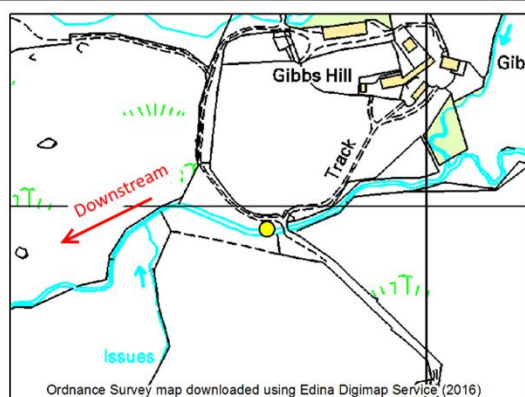 Gibbs Hill
Gib
Track
Downstream
Issues
Ordnance Survey map downloaded using Edina Digimap Service (2016)